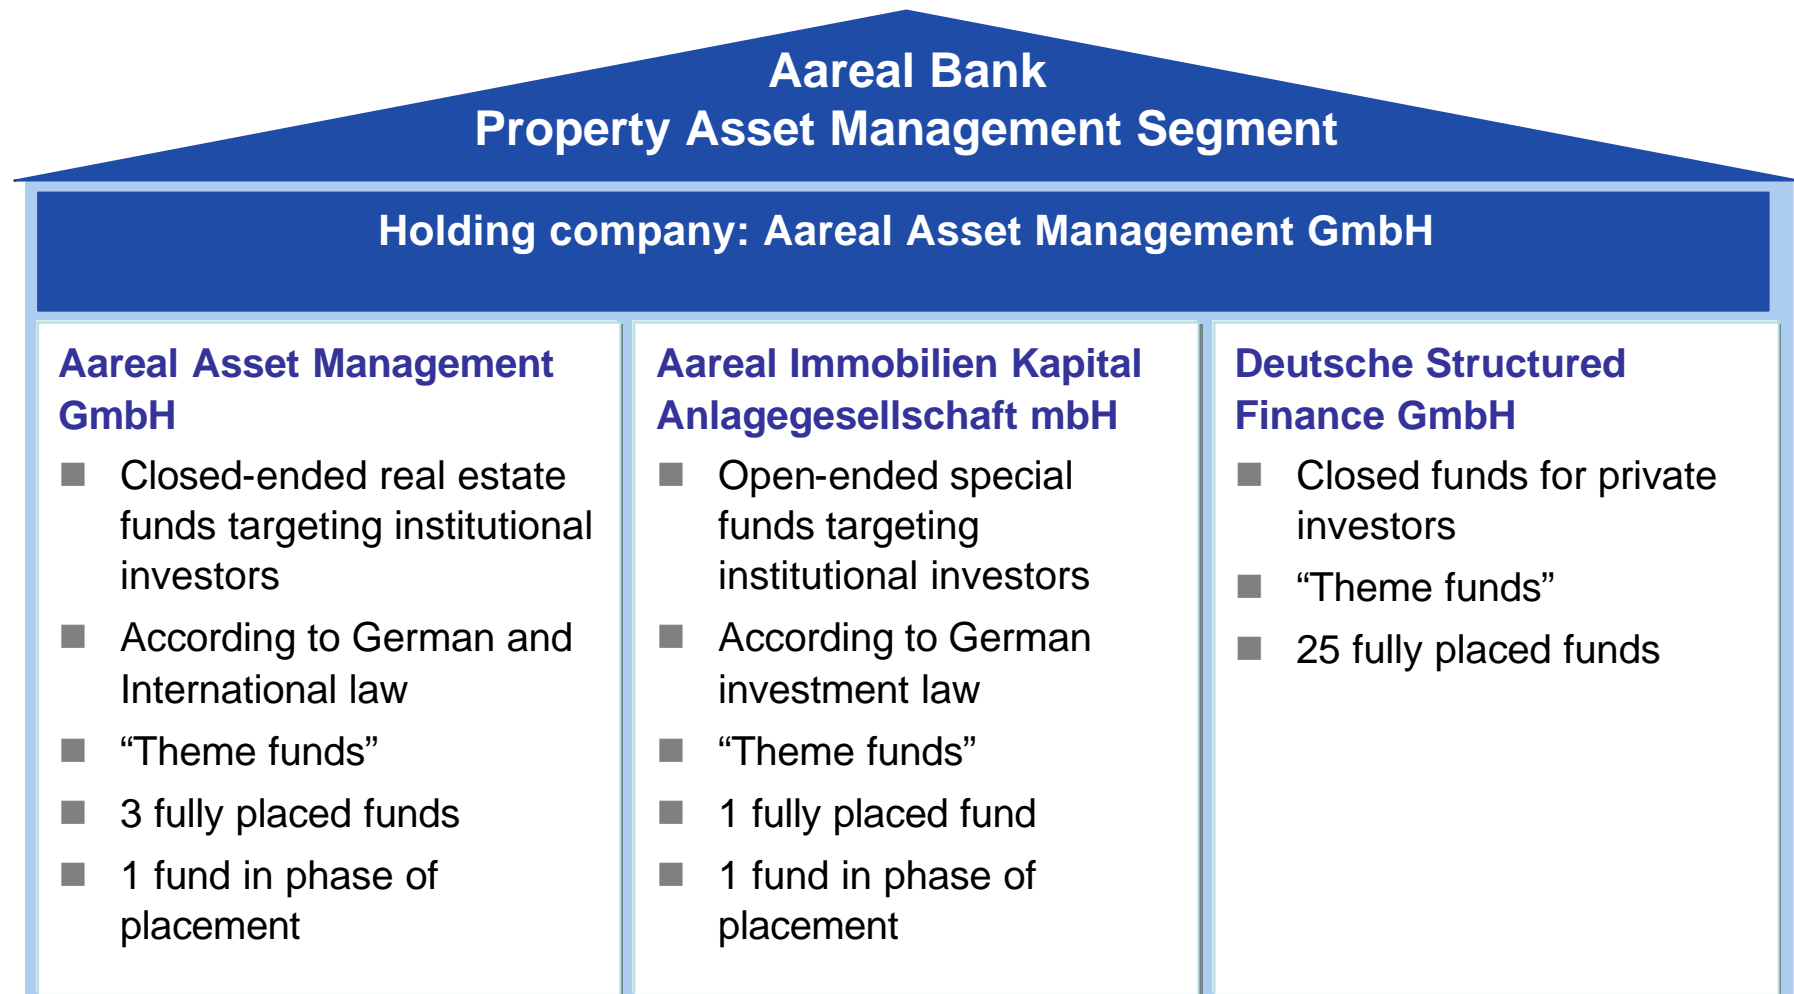 Aareal Bank
Property Asset Management Segment
Holding company: Aareal Asset Management GmbH
Aareal Asset Management
GmbH
Closed-ended real estate
funds targeting institutional
investors
According to German and
International law
“Theme funds”
3 fully placed funds
1 fund in phase of
placement
Aareal Immobilien Kapital
Anlagegesellschaft mbH
Open-ended special
funds targeting
institutional investors
According to German
investment law
“Theme funds”
1 fully placed fund
1 fund in phase of
placement
Deutsche Structured
Finance GmbH
Closed funds for private
investors
“Theme funds”
25 fully placed funds